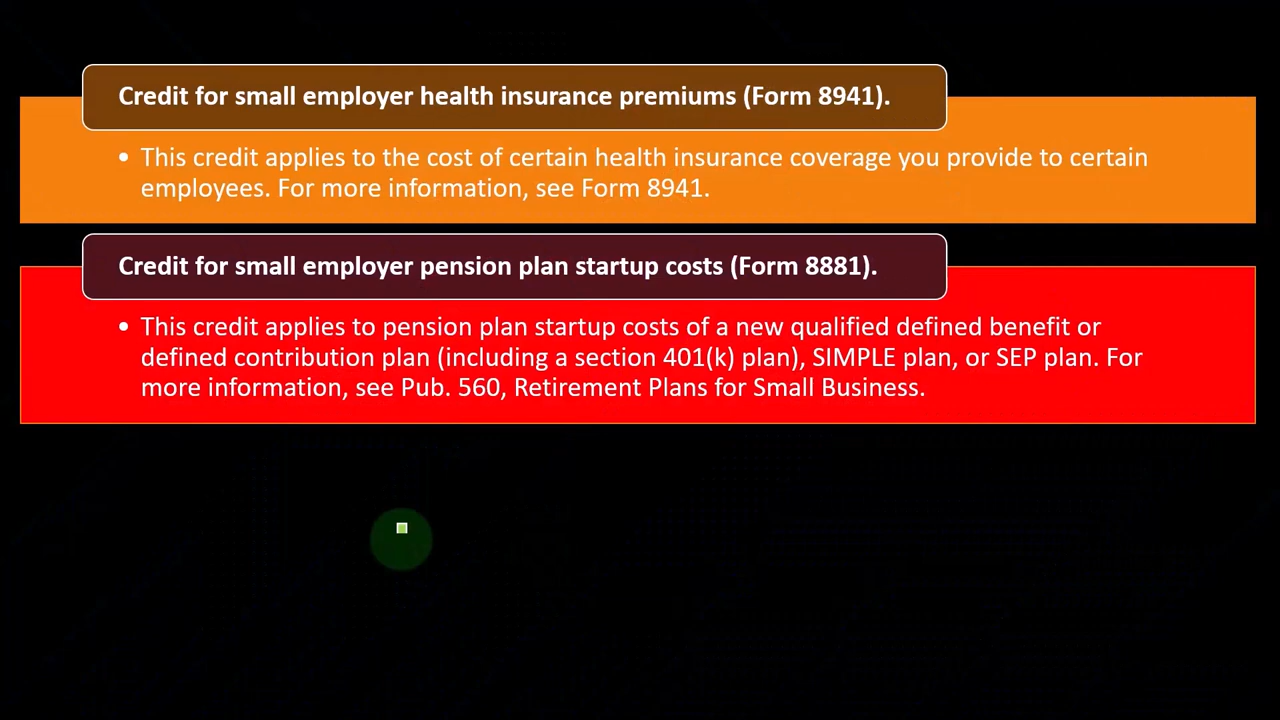 Credit for small employer health insurance premiums (Form 8941).
• This credit applies to the cost of certain health insurance coverage you provide to certain
employees. For more information, see Form 8941.
Credit for small employer pension plan startup costs (Form 8881).
• This credit applies to pension plan startup costs of a new qualified defined benefit or
defined contribution plan (including a section 401(k) plan), SIMPLE plan, or SEP plan. For
more information, see Pub. 560, Retirement Plans for Small Business.